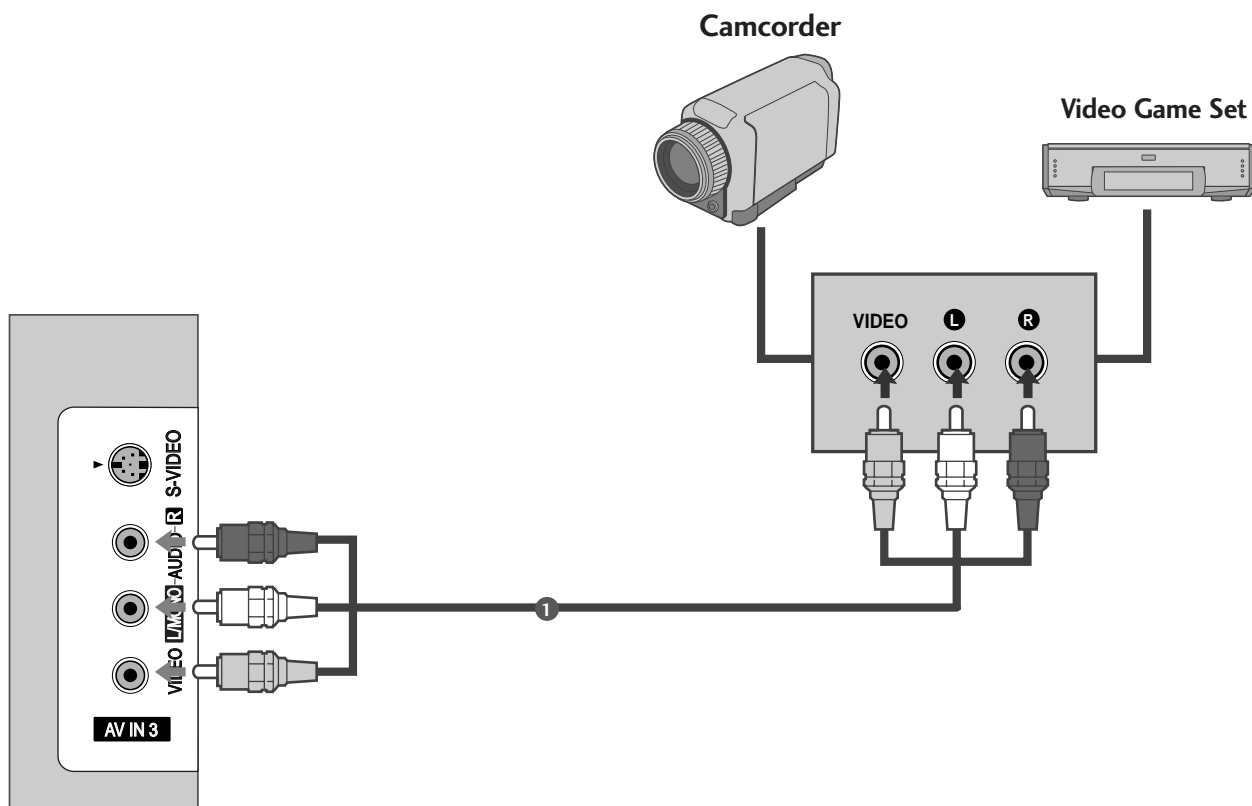 Camcorder
Video Game Set
VIDEO L R
S-VIDEO
VIDEO L/MONO AUDIO R
1
AV IN 3